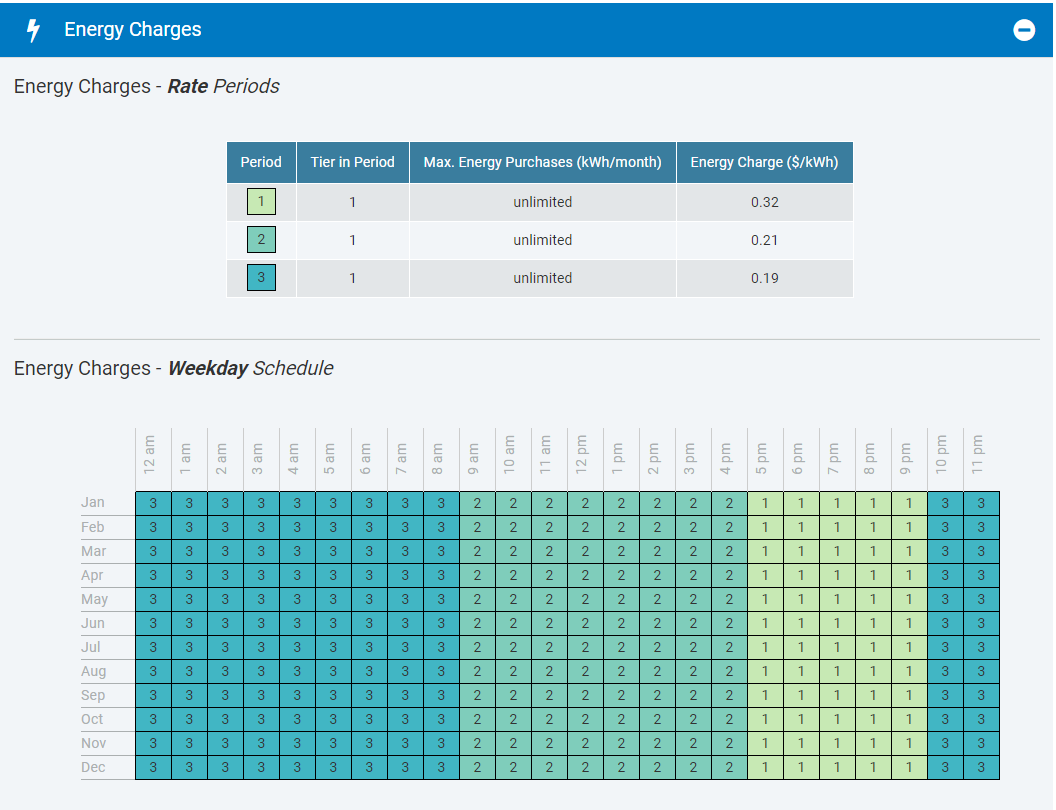 Energy Charges
Energy Charges - Rate Periods
Period Tier in Period Max. Energy Purchases (kWh/month) Energy Charge ($/kWh)
1 1 unlimited 0.32
2 1 unlimited 0.21
3 1 unlimited 0.19
Energy Charges - Weekday Schedule
12 am 1 am 2 am 3 am 4 am 5 am 6 am 7 am 8 am 9 am 10 am 11 am 12 pm 1 pm 2 pm 3 pm 4 pm 5 pm 6 pm 7 pm 8 pm 9 pm 10 pm 11 pm
Jan 3 3 3 3 3 3 3 3 3 2 2 2 2 2 2 2 2 1 1 1 1 1 3 3
Feb 3 3 3 3 3 3 3 3 3 2 2 2 2 2 2 2 2 1 1 1 1 1 3 3
Mar 3 3 3 3 3 3 3 3 3 2 2 2 2 2 2 2 2 1 1 1 1 1 3 3
Apr 3 3 3 3 3 3 3 3 3 2 2 2 2 2 2 2 2 1 1 1 1 1 3 3
May 3 3 3 3 3 3 3 3 3 2 2 2 2 2 2 2 2 1 1 1 1 1 3 3
Jun 3 3 3 3 3 3 3 3 3 2 2 2 2 2 2 2 2 1 1 1 1 1 3 3
Jul 3 3 3 3 3 3 3 3 3 2 2 2 2 2 2 2 2 1 1 1 1 1 3 3
Aug 3 3 3 3 3 3 3 3 3 2 2 2 2 2 2 2 2 1 1 1 1 1 3 3
Sep 3 3 3 3 3 3 3 3 3 2 2 2 2 2 2 2 2 1 1 1 1 1 3 3
Oct 3 3 3 3 3 3 3 3 3 2 2 2 2 2 2 2 2 1 1 1 1 1 3 3
Nov 3 3 3 3 3 3 3 3 3 2 2 2 2 2 2 2 2 1 1 1 1 1 3 3
Dec 3 3 3 3 3 3 3 3 3 2 2 2 2 2 2 2 2 1 1 1 1 1 3 3